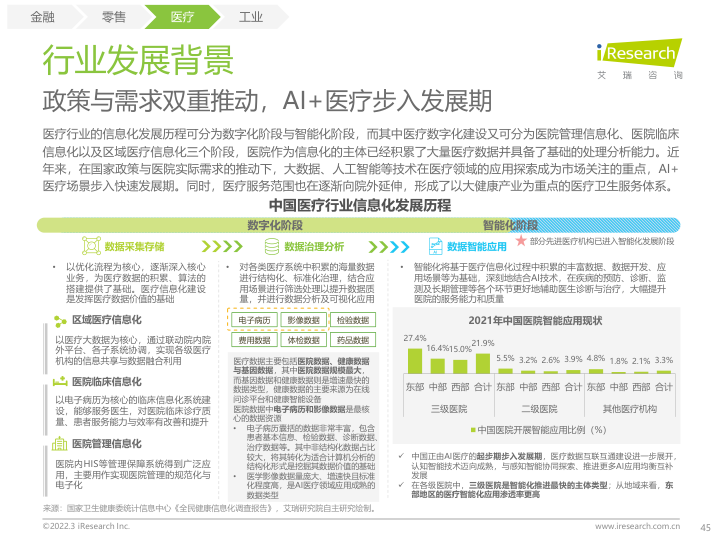 金融
零售
医疗
工业
行业发展背景
iResearch
艾 瑞 咨 询
政策与需求双重推动，AI+医疗步入发展期
医疗行业的信息化发展历程可分为数字化阶段与智能化阶段，而其中医疗数字化建设又可分为医院管理信息化、医院临床
信息化以及区域医疗信息化三个阶段，医院作为信息化的主体已经积累了大量医疗数据并具备了基础的处理分析能力。近
年来，在国家政策与医院实际需求的推动下，大数据、人工智能等技术在医疗领域的应用探索成为市场关注的重点，AI+
医疗场景步入快速发展期。同时，医疗服务范围也在逐渐向院外延伸，形成了以大健康产业为重点的医疗卫生服务体系。
中国医疗行业信息化发展历程
数字化阶段
智能化阶段
数据采集存储
数据治理分析
数据智能应用
部分先进医疗机构已进入智能化发展阶段
• 以优化流程为核心，逐渐深入核心
业务，为医疗数据的积累、算法的
搭建提供了基础。医疗信息化建设
是发挥医疗数据价值的基础
区域医疗信息化
以医疗大数据为核心，通过联动院内院
外平台、各子系统协调，实现各级医疗
机构的信息共享与数据融合利用
医院临床信息化
以电子病历为核心的临床信息化系统建
设，能够服务医生，对医院临床诊疗质
量、患者服务能力与效率有改善和提升
医院管理信息化
医院内HIS等管理保障系统得到广泛应
用，主要用作实现医院管理的规范化与
电子化
• 对各类医疗系统中积累的海量数据
进行结构化、标准化治理，结合应
用场景进行筛选处理以提升数据质
量，并进行数据分析及可视化应用
电子病历
影像数据
检验数据
费用数据
体检数据
药品数据
医疗数据主要包括医院数据、健康数据
与基因数据，其中医院数据规模最大，
而基因数据和健康数据则是增速最快的
数据类型，健康数据的主要来源为在线
问诊平台和健康智能设备
医院数据中电子病历和影像数据是最核
心的数据资源
• 电子病历囊括的数据非常丰富，包含
患者基本信息、检验数据、诊断数据、
治疗数据等。其中非结构化数据占比
较大，将其转化为适合计算机分析的
结构化形式是挖掘其数据价值的基础
• 医学影像数据量庞大，增速快目标准
化程度高，是AI医疗领域应用成熟的
数据类型
• 智能化将基于医疗信息化过程中积累的丰富数据、数据开发、应
用场景等为基础，深刻地结合AI技术，在疾病的预防、诊断、监
测及长期管理等各个环节更好地辅助医生诊断与治疗，大幅提升
医院的服务能力和质量
2021年中国医院智能应用现状
27.4%
16.4%
15.0%
21.9%
5.5%
3.2%
2.6%
3.9%
4.8%
1.8%
2.1%
3.3%
东部 中部 西部 合计 东部 中部 西部 合计 东部 中部 西部 合计
三级医院
二级医院
其他医疗机构
中国医院开展智能应用比例（%）
✓ 中国正由AI医疗的起步期步入发展期，医疗数据互联互通建设进一步展开，
认知智能技术迈向成熟，与感知智能协同探索，推进更多AI应用均衡互补
发展
✓ 在各级医院中，三级医院是智能化推进最快的主体类型；从地域来看，东
部地区的医疗智能化应用渗透率更高
来源：国家卫生健康委统计信息中心《全民健康信息化调查报告》，艾瑞研究院自主研究绘制。
©2022.3 iResearch Inc.
www.iresearch.com.cn
45